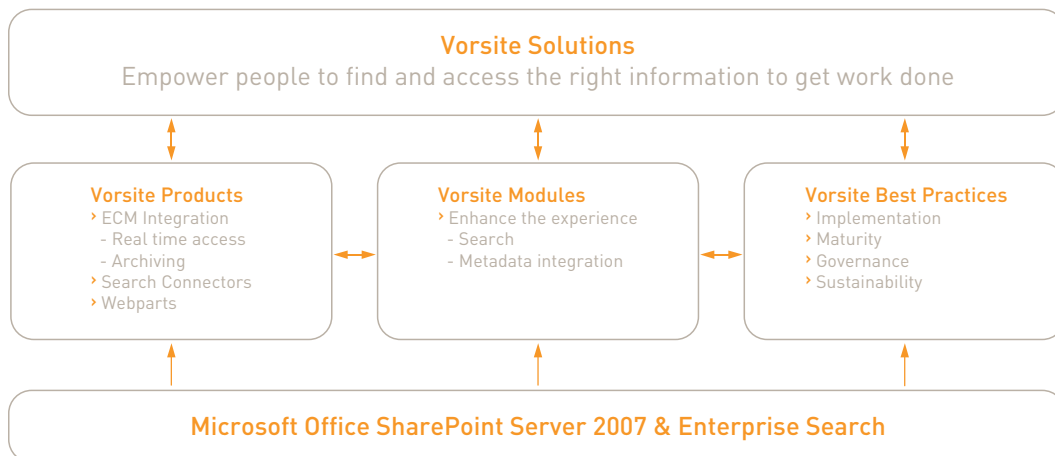 Vorsite Solutions
Empower people to find and access the right information to get work done
Vorsite Products
› ECM Integration
- Real time access
- Archiving
› Search Connectors
› Webparts
Vorsite Modules
› Enhance the experience
- Search
- Metadata integration
Vorsite Best Practices
› Implementation
› Maturity
› Governance
› Sustainability
Microsoft Office SharePoint Server 2007 & Enterprise Search